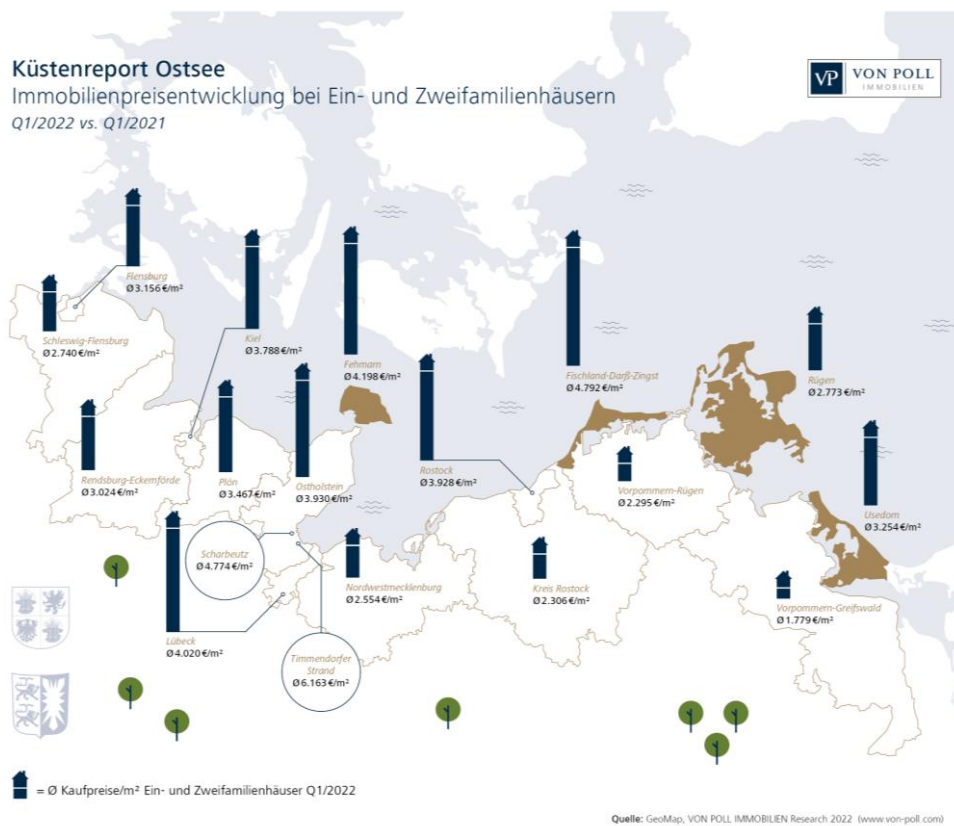 Küstenreport Ostsee
Immobilienpreisentwicklung bei Ein- und Zweifamilienhäusern
Q1/2022 vs. Q1/2021
VP VON POLL
IMMOBILIEN
Flensburg
Ø 3.156 €/m²
Schleswig-Flensburg
Ø 2.740 €/m²
Kiel
Ø 3.788 €/m²
Fehmarn
Ø 4.198 €/m²
Fischland-Darß-Zingst
Ø 4.792 €/m²
Rügen
Ø 2.773 €/m²
Rendsburg-Eckernförde
Ø 3.024 €/m²
Plön
Ø 3.467 €/m²
Ostholstein
Ø 3.930 €/m²
Rostock
Ø 3.928 €/m²
Vorpommern-Rügen
Ø 2.295 €/m²
Usedom
Ø 3.254 €/m²
Scharbeutz
Ø 4.774 €/m²
Nordwestmecklenburg
Ø 2.554 €/m²
Kreis Rostock
Ø 2.306 €/m²
Vorpommern-Greifswald
Ø 1.779 €/m²
Lübeck
Ø 4.020 €/m²
Timmendorfer
Strand
Ø 6.163 €/m²
= Ø Kaufpreise/m² Ein- und Zweifamilienhäuser Q1/2022
Quelle: GeoMap, VON POLL IMMOBILIEN Research 2022 (www.von-poll.com)